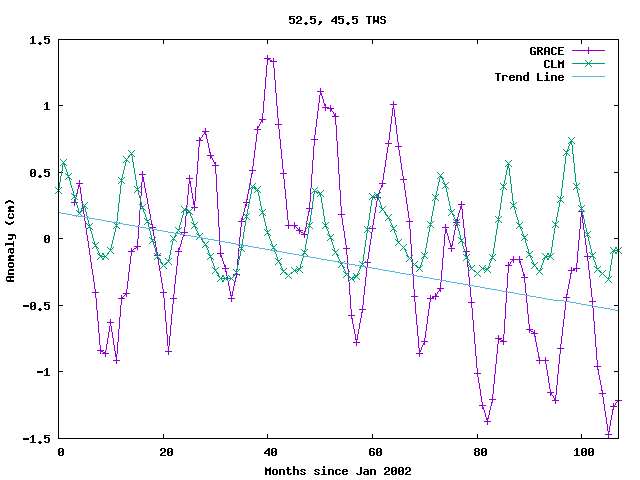 52.5, 45.5 TWS
GRACE
CLM
Trend Line
1.5
1
0.5
0
-0.5
-1
-1.5
Anomaly (cm)
0 20 40 60 80 100
Months since Jan 2002